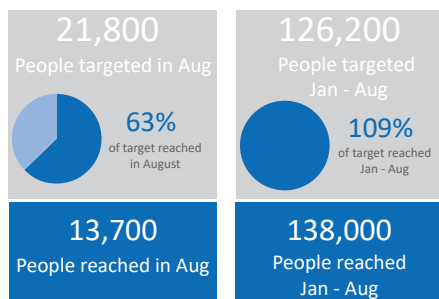 21,800
People targeted in Aug
63%
of target reached
in August
13,700
People reached in Aug
126,200
People targeted
Jan - Aug
109%
of target reached
Jan - Aug
138,000
People reached
Jan - Aug